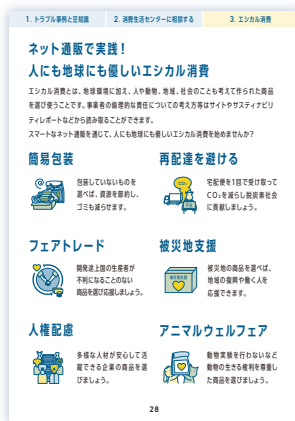 1. トラブル事例と豆知識
2. 消費生活センターに相談する
3. エシカル消費
ネット通販で実践！
人にも地球にも優しいエシカル消費
エシカル消費とは、地球環境に加え、人や動物、地域、社会のことも考えて作られた商品
を選び使うことです。事業者の倫理的な責任についての考え方等はサイトやサスティナビリ
ティレポートなどから読み取ることができます。
スマートなネット通販を通じて、人にも地球にも優しいエシカル消費を始めませんか？
簡易包装
包装していないものを
選べば、資源を節約し、
ゴミも減らせます。
再配達を避ける
CO₂
宅配便を1回で受け取って
CO₂を減らし脱炭素社会
に貢献しましょう。
フェアトレード
開発途上国の生産者が
不利になることのない
商品を選び応援しましょう。
被災地支援
被災地支援
被災地の商品を選べば、
地域の復興や働く人を
応援できます。
人権配慮
多様な人材が安心して活
躍できる企業の商品を選
びましょう。
アニマルウェルフェア
動物実験を行わないなど
動物の生きる権利を尊重し
た商品を選びましょう。
28